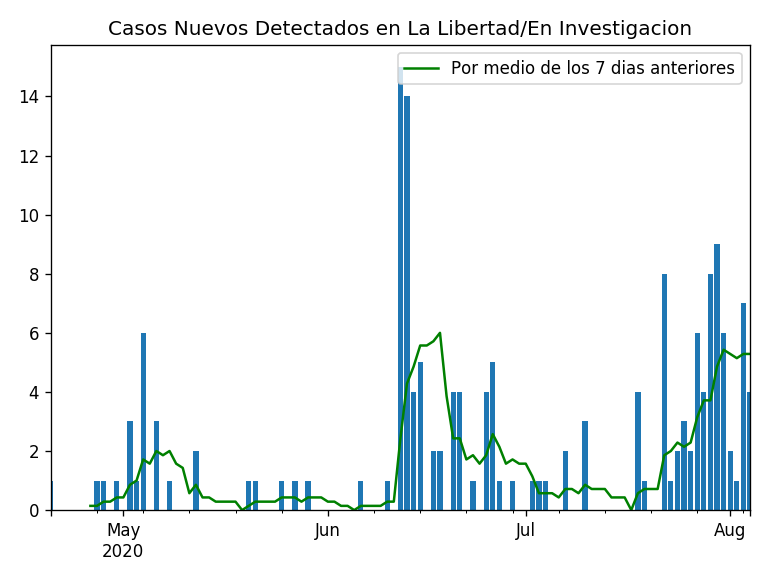 Casos Nuevos Detectados en La Libertad/En Investigacion
Por medio de los 7 dias anteriores
14
12
10
8
6
4
2
0
May
2020
Jun
Jul
Aug